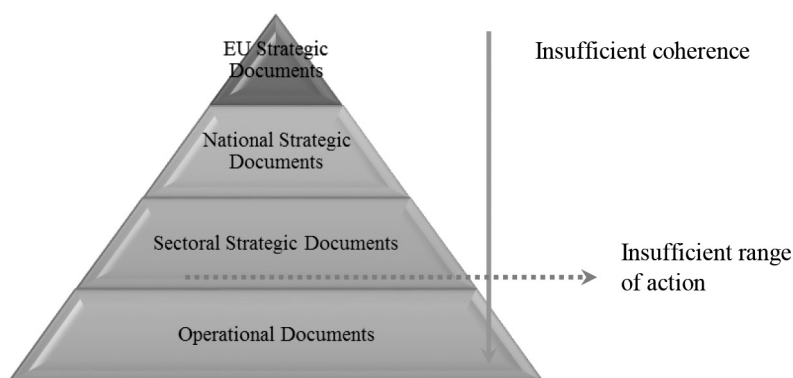 EU Strategic
Documents
Insufficient coherence
National Strategic
Documents
Sectoral Strategic Documents
Insufficient range
of action
Operational Documents